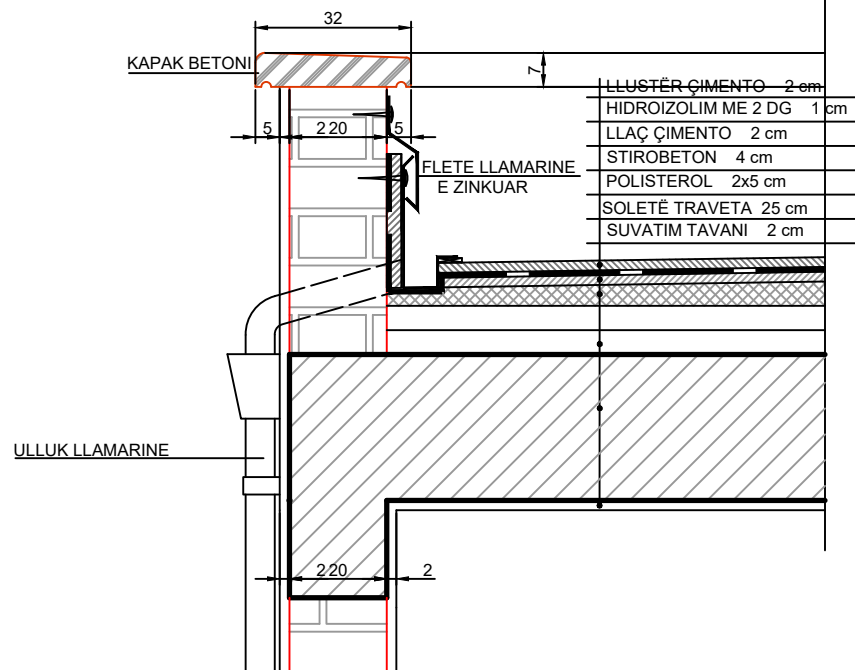 32
KAPAK BETONI
7
LLUSTËR ÇIMENTO 2 cm
HIDROIZOLIM ME 2 DG 1 cm
LLAÇ ÇIMENTO 2 cm
STIROBETON 4 cm
POLISTEROL 2x5 cm
SOLETË TRAVETA 25 cm
SUVATIM TAVANI 2 cm
5 2 20 5
FLETE LLAMARINE
E ZINKUAR
ULLUK LLAMARINE
2 20 2